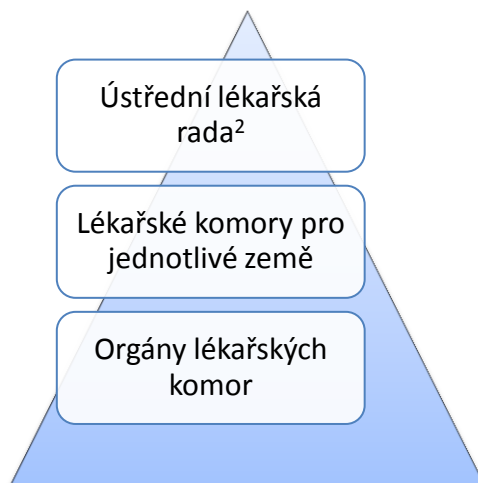 Ústřední lékařská
rada²
Lékařské komory pro
jednotlivé země
Orgány lékařských
komor